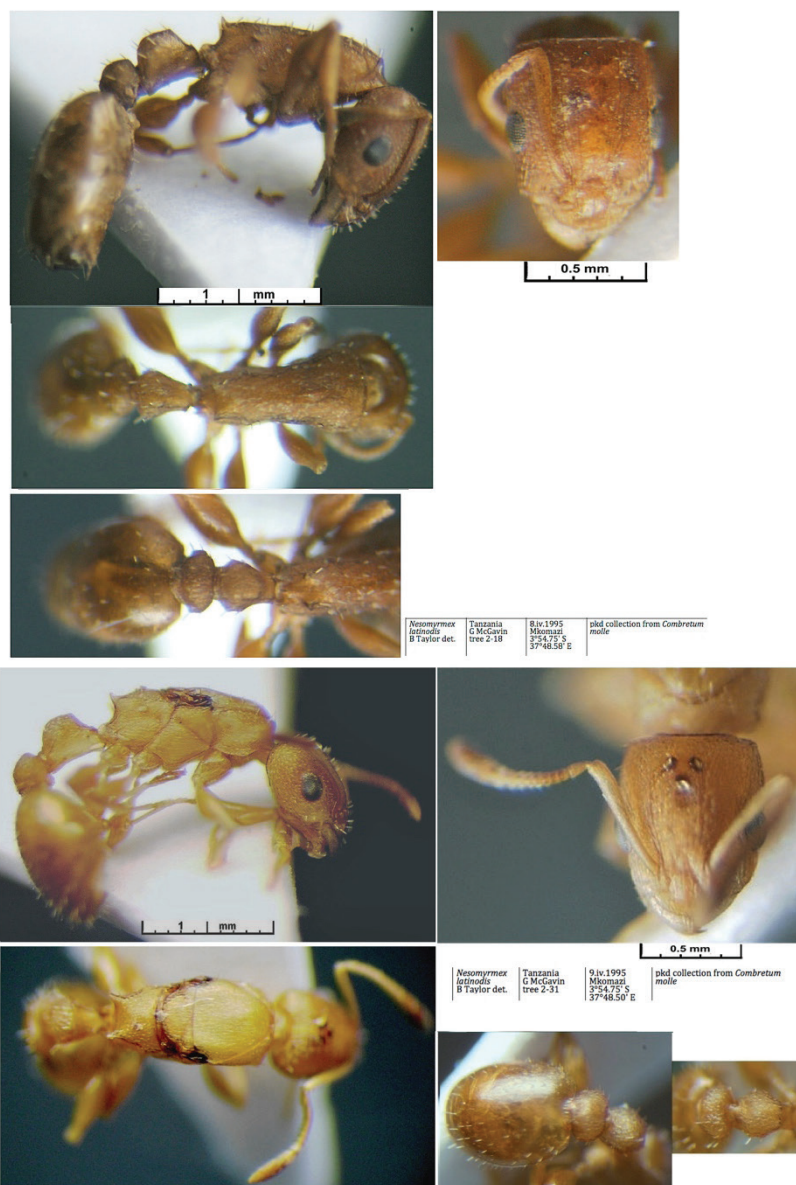 1 mm
0.5 mm
Nesomyrmex latinodis B Taylor det.
Tanzania G McGavin tree 2-18
8.iv.1995 Mkomazi 3°54.75' S 37°48.58' E
pkd collection from Combretum molle
1 mm
0.5 mm
Nesomyrmex latinodis B Taylor det.
Tanzania G McGavin tree 2-31
9.iv.1995 Mkomazi 3°54.75' S 37°48.50' E
pkd collection from Combretum molle